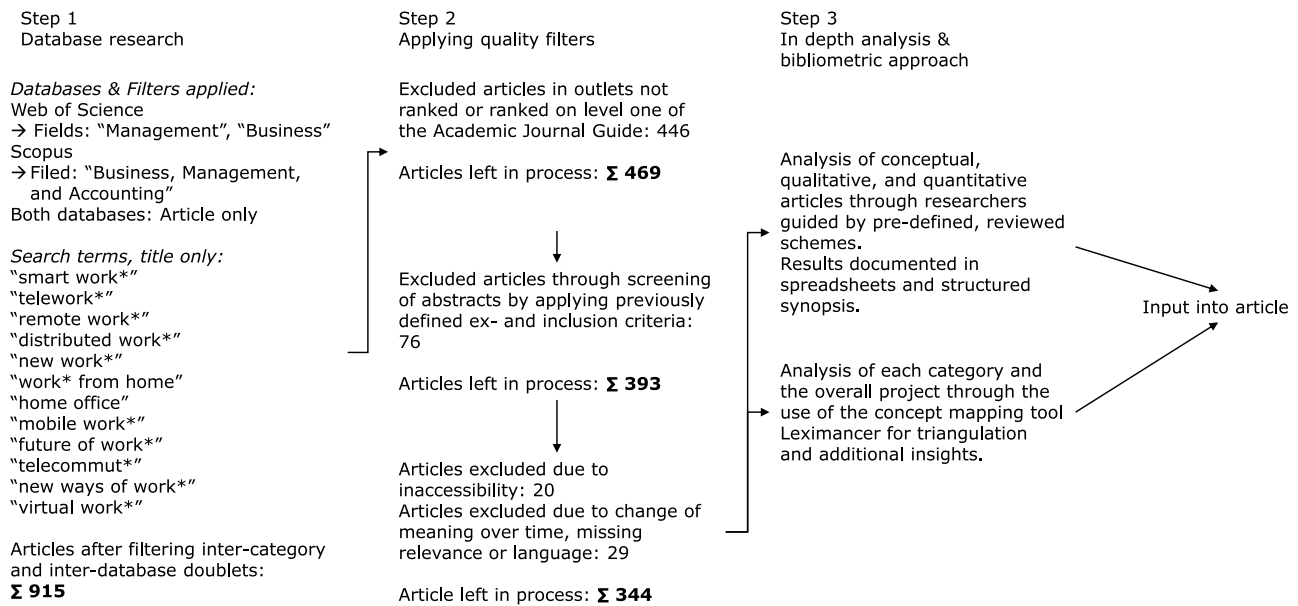 Step 1
Database research
Databases & Filters applied:
Web of Science
→ Fields: “Management”, “Business”
Scopus
→ Filed: “Business, Management,
and Accounting”
Both databases: Article only
Search terms, title only:
“smart work*”
“telework*”
“remote work*”
“distributed work*”
“new work*”
“work* from home”
“home office”
“mobile work*”
“future of work*”
“telecommut*”
“new ways of work*”
“virtual work*”
Articles after filtering inter-category
and inter-database doublets:
Σ 915
Step 2
Applying quality filters
Excluded articles in outlets not
ranked or ranked on level one of
the Academic Journal Guide: 446
Articles left in process: Σ 469
Excluded articles through screening
of abstracts by applying previously
defined ex- and inclusion criteria:
76
Articles left in process: Σ 393
Articles excluded due to
inaccessibility: 20
Articles excluded due to change of
meaning over time, missing
relevance or language: 29
Article left in process: Σ 344
Step 3
In depth analysis &
bibliometric approach
Analysis of conceptual,
qualitative, and quantitative
articles through researchers
guided by pre-defined, reviewed
schemes.
Results documented in
spreadsheets and structured
synopsis.
Analysis of each category and
the overall project through the
use of the concept mapping tool
Leximancer for triangulation
and additional insights.
Input into article